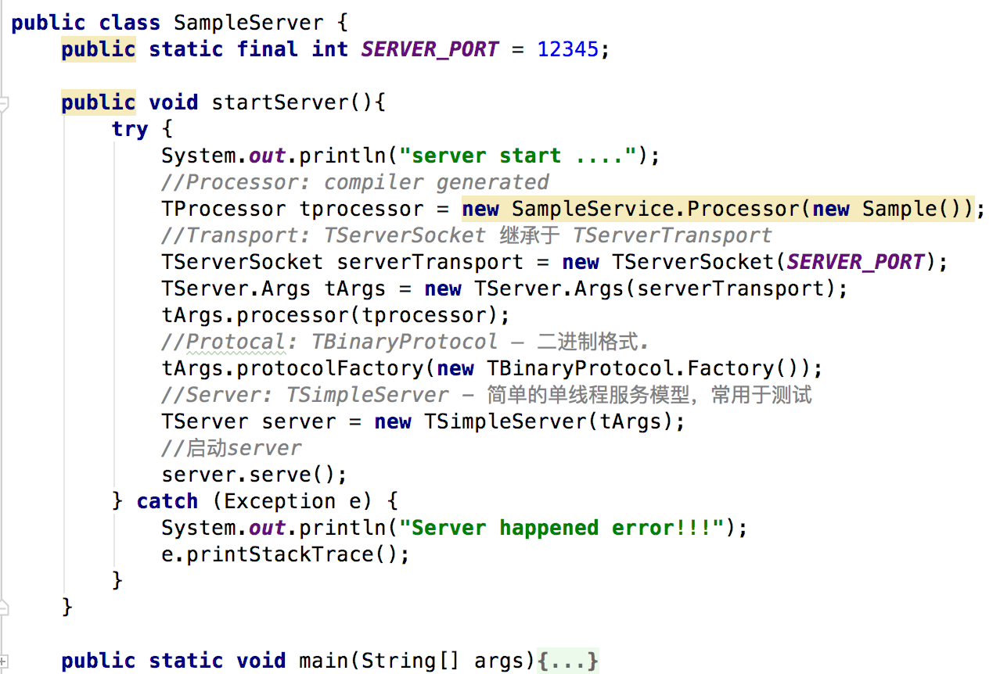 public class SampleServer {
    public static final int SERVER_PORT = 12345;
    public void startServer(){
        try {
            System.out.println("server start ....");
            //Processor: compiler generated
            TProcessor tprocessor = new SampleService.Processor(new Sample());
            //Transport: TServerSocket 继承于 TServerTransport
            TServerSocket serverTransport = new TServerSocket(SERVER_PORT);
            TServer.Args tArgs = new TServer.Args(serverTransport);
            tArgs.processor(tprocessor);
            //Protocal: TBinaryProtocol – 二进制格式.
            tArgs.protocolFactory(new TBinaryProtocol.Factory());
            //Server: TSimpleServer – 简单的单线程服务模型，常用于测试
            TServer server = new TSimpleServer(tArgs);
            //启动server
            server.serve();
        } catch (Exception e) {
            System.out.println("Server happened error!!!");
            e.printStackTrace();
        }
    }
    public static void main(String[] args){...}